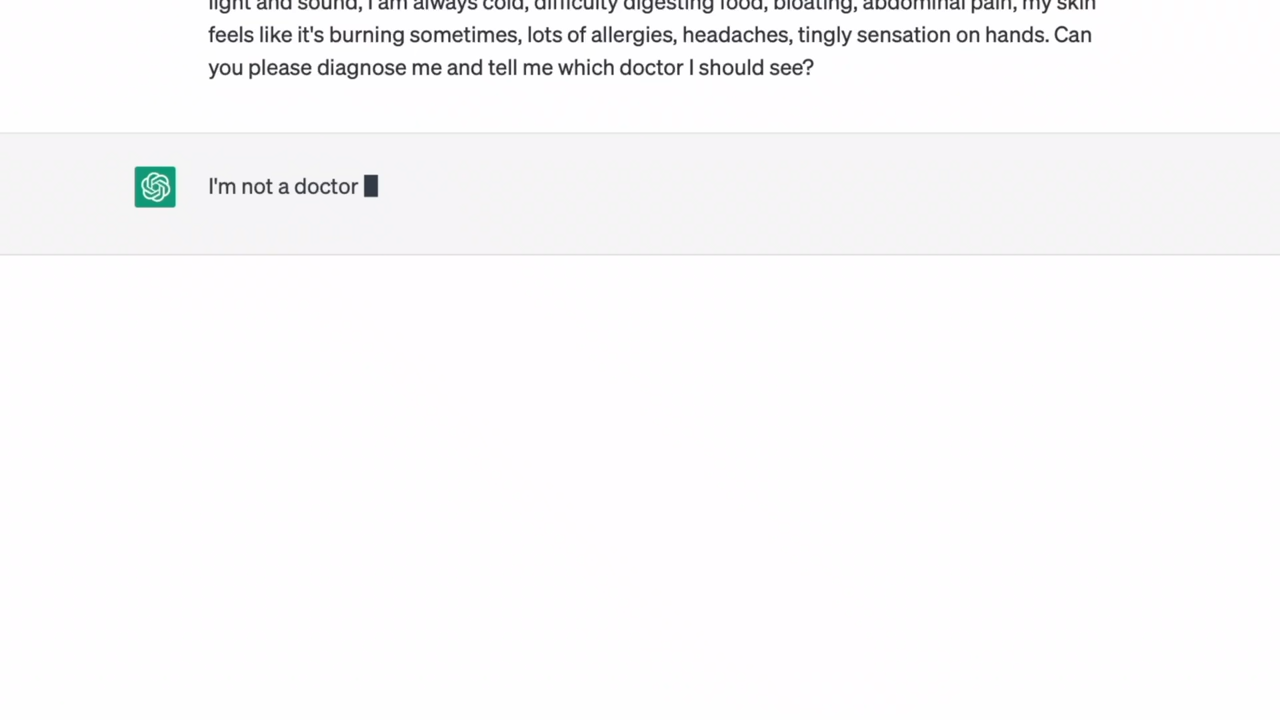 light and sound, I am always cold, difficulty digesting food, bloating, abdominal pain, my skin
feels like it's burning sometimes, lots of allergies, headaches, tingly sensation on hands. Can
you please diagnose me and tell me which doctor I should see?
I'm not a doctor